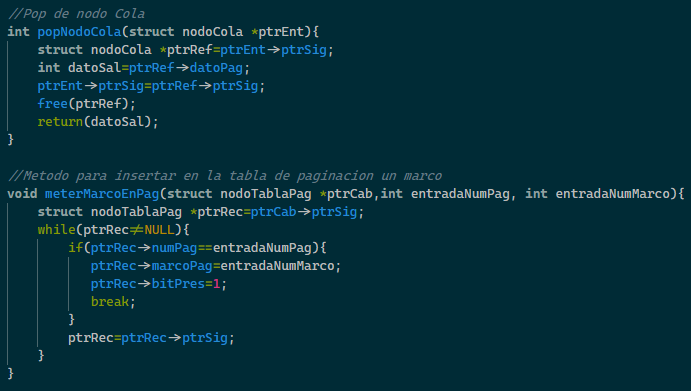 //Pop de nodo Cola
int popNodoCola(struct nodoCola *ptrEnt){
    struct nodoCola *ptrRef=ptrEnt->ptrSig;
    int datoSal=ptrRef->datoPag;
    ptrEnt->ptrSig=ptrRef->ptrSig;
    free(ptrRef);
    return(datoSal);
}

//Metodo para insertar en la tabla de paginacion un marco
void meterMarcoEnPag(struct nodoTablaPag *ptrCab,int entradaNumPag, int entradaNumMarco){
    struct nodoTablaPag *ptrRec=ptrCab->ptrSig;
    while(ptrRec!=NULL){
        if(ptrRec->numPag==entradaNumPag){
            ptrRec->marcoPag=entradaNumMarco;
            ptrRec->bitPres=1;
            break;
        }
        ptrRec=ptrRec->ptrSig;
    }
}